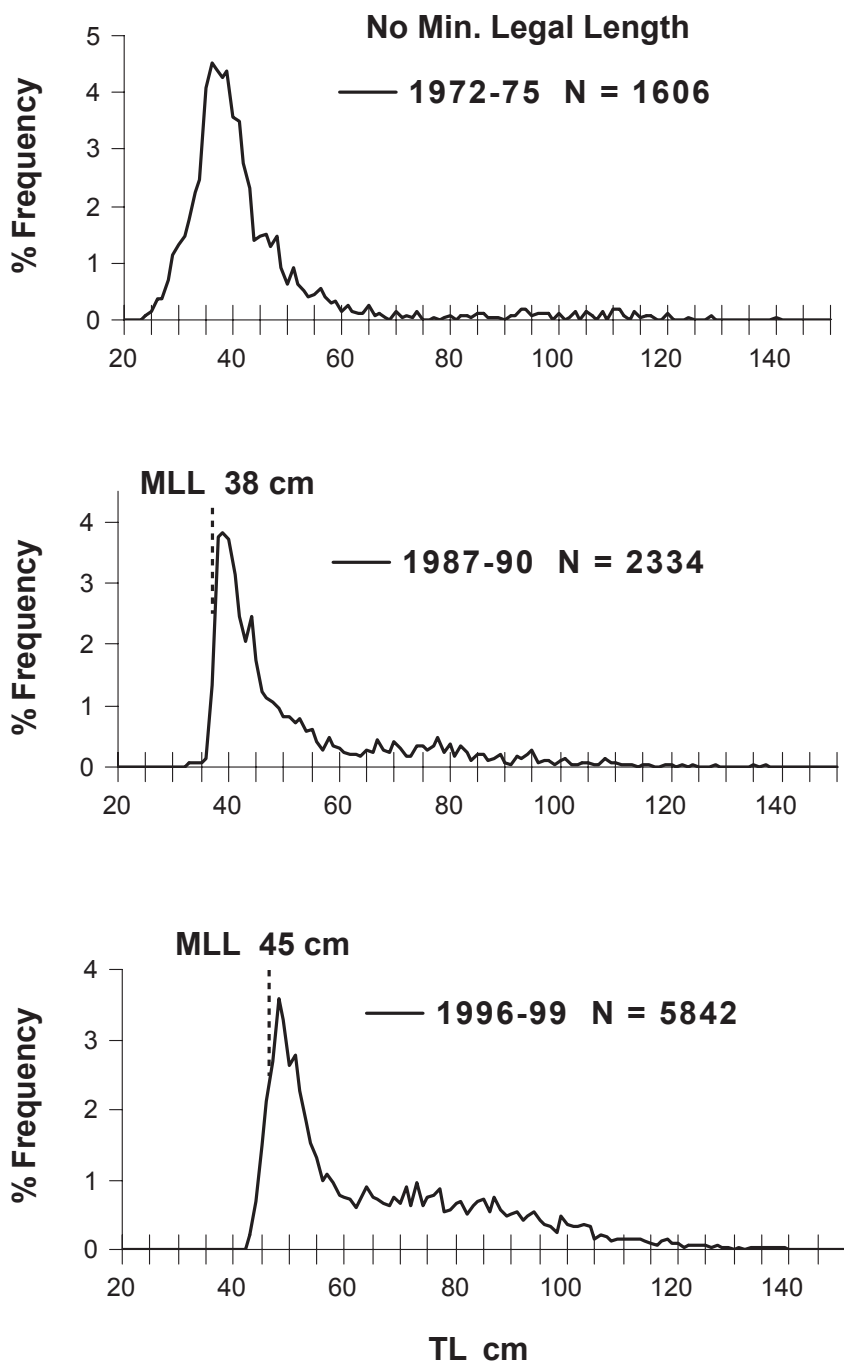 No Min. Legal Length
1972-75 N = 1606
% Frequency
5
4
3
2
1
0
20 40 60 80 100 120 140
MLL 38 cm
1987-90 N = 2334
% Frequency
4
3
2
1
0
20 40 60 80 100 120 140
MLL 45 cm
1996-99 N = 5842
% Frequency
4
3
2
1
0
20 40 60 80 100 120 140
TL cm